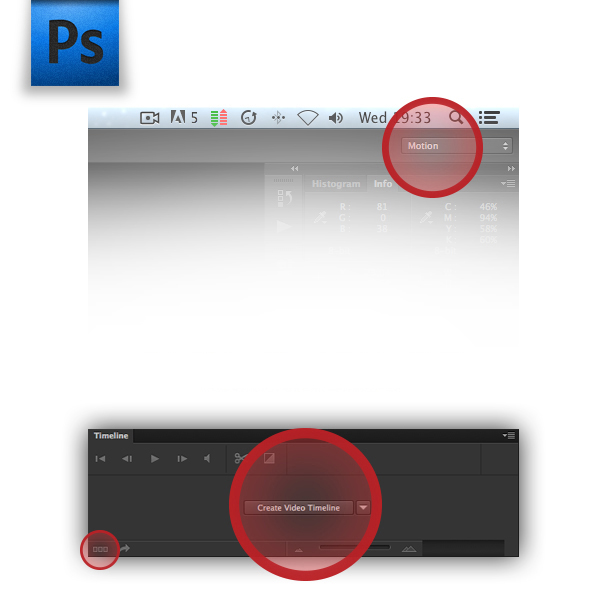 Ps
5 Wed 19:33
Motion
Histogram Info
R: 81 C: 46%
G: 0 M: 94%
B: 38 Y: 58%
Timeline
Create Video Timeline